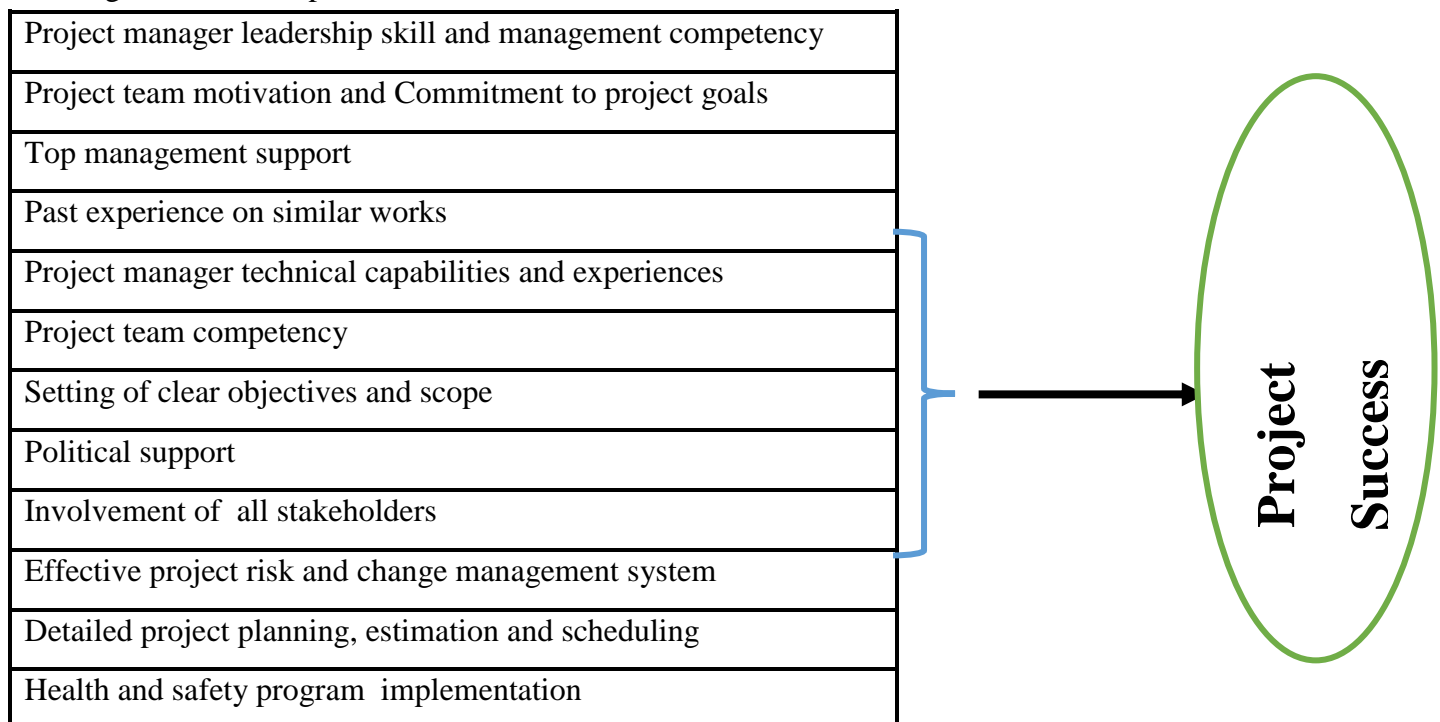 Project manager leadership skill and management competency
Project team motivation and Commitment to project goals
Top management support
Past experience on similar works
Project manager technical capabilities and experiences
Project team competency
Setting of clear objectives and scope
Political support
Involvement of  all stakeholders
Effective project risk and change management system
Detailed project planning, estimation and scheduling
Health and safety program  implementation
Project
Success